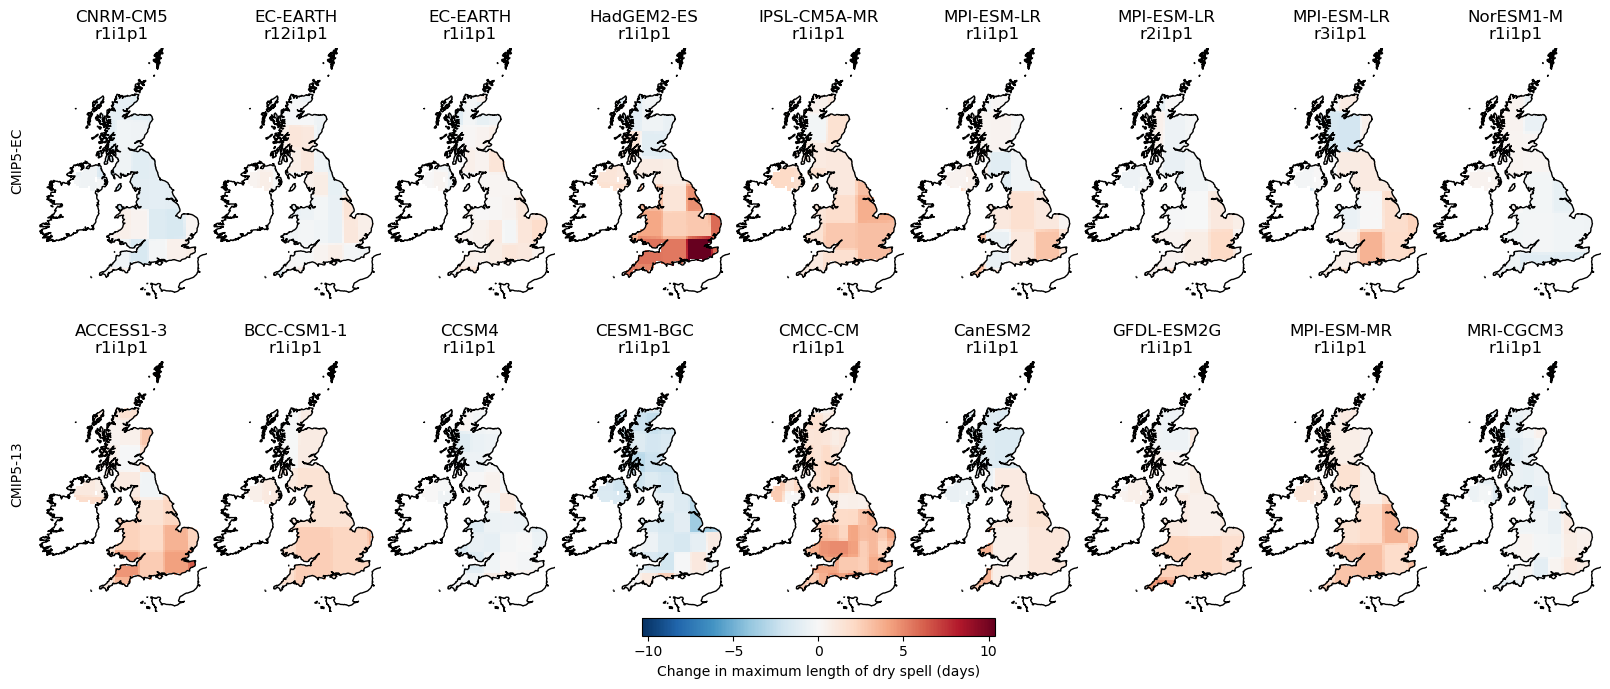 CNRM-CM5
r1i1p1
EC-EARTH
r12i1p1
EC-EARTH
r1i1p1
HadGEM2-ES
r1i1p1
IPSL-CM5A-MR
r1i1p1
MPI-ESM-LR
r1i1p1
MPI-ESM-LR
r2i1p1
MPI-ESM-LR
r3i1p1
NorESM1-M
r1i1p1
CMIP5-EC
ACCESS1-3
r1i1p1
BCC-CSM1-1
r1i1p1
CCSM4
r1i1p1
CESM1-BGC
r1i1p1
CMCC-CM
r1i1p1
CanESM2
r1i1p1
GFDL-ESM2G
r1i1p1
MPI-ESM-MR
r1i1p1
MRI-CGCM3
r1i1p1
CMIP5-13
−10 −5 0 5 10
Change in maximum length of dry spell (days)